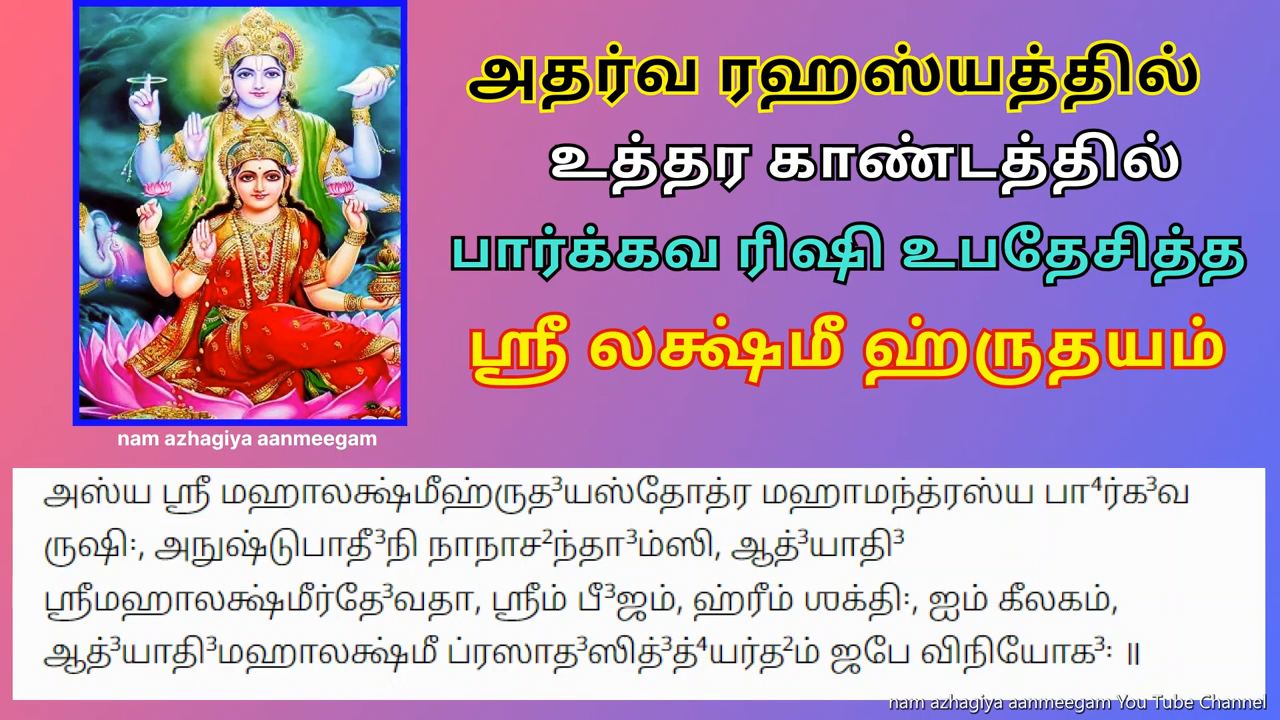 அதர்வ ரஹஸ்யத்தில்
உத்தர காண்டத்தில்
பார்க்கவ ரிஷி உபதேசித்த
ஸ்ரீ லக்ஷ்மீ ஹ்ருதயம்
nam azhagiya aanmeegam
அஸ்ய ஸ்ரீ மஹாலக்ஷ்மீஹ்ருத³யஸ்தோத்ர மஹாமந்த்ரஸ்ய பா⁴ர்க³வ
ருஷி꞉, அநுஷ்டுபாதீ³நி நாநாச²ந்தா³ம்ஸி, ஆத்³யாதி³
ஸ்ரீமஹாலக்ஷ்மீர்தே³வதா, ஸ்ரீம் பீ³ஜம், ஹ்ரீம் ஶக்தி꞉, ஐம் கீலகம்,
ஆத்³யாதி³மஹாலக்ஷ்மீ ப்ரஸாத³ஸித்³த்⁴யர்த²ம் ஜபே விநியோக³꞉ ॥
nam azhagiya aanmeegam You Tube Channel